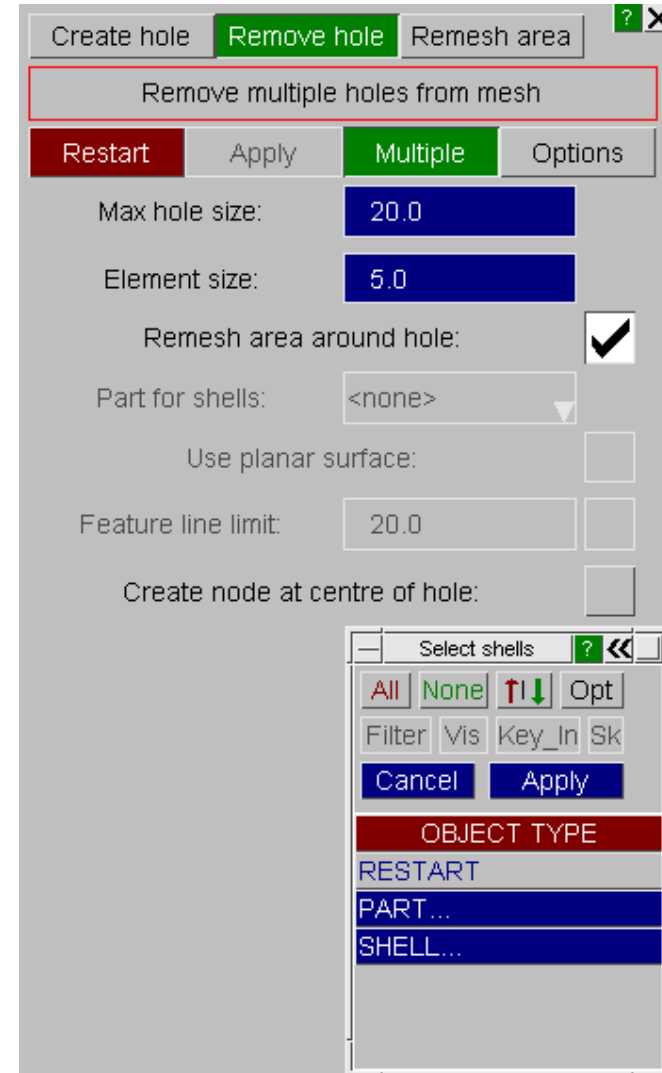 ?
Create hole Remove hole Remesh area
Remove multiple holes from mesh
Restart Apply Multiple Options
Max hole size: 20.0
Element size: 5.0
Remesh area around hole:
Part for shells: <none>
Use planar surface:
Feature line limit: 20.0
Create node at centre of hole:
Select shells ?
All None Opt
Filter Vis Key_In Sk
Cancel Apply
OBJECT TYPE
RESTART
PART...
SHELL...